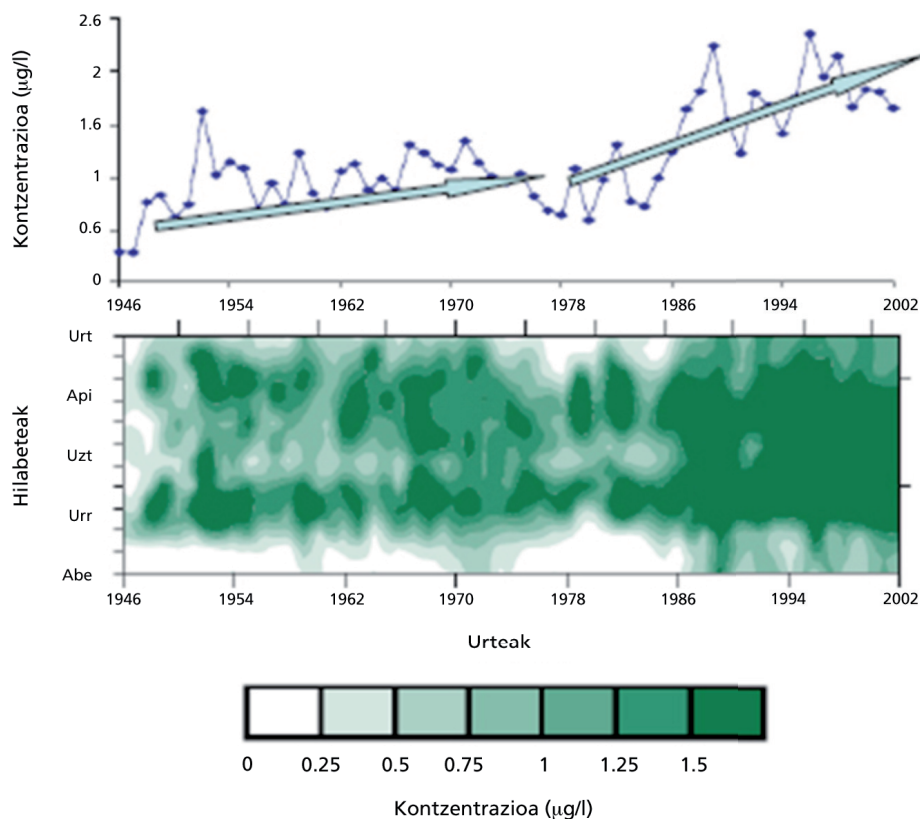 Kontzentrazioa (µg/l)
2.6
2
1.6
1
0.6
0
1946 1954 1962 1970 1978 1986 1994 2002
Hilabeteak
Urt
Api
Uzt
Urr
Abe
1946 1954 1962 1970 1978 1986 1994 2002
Urteak
0 0.25 0.5 0.75 1 1.25 1.5
Kontzentrazioa (µg/l)